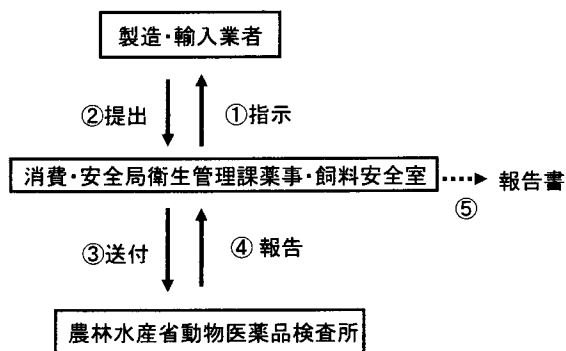 製造・輸入業者
②提出
①指示
消費・安全局衛生管理課薬事・飼料安全室
報告書
⑤
③送付
④報告
農林水産省動物医薬品検査所